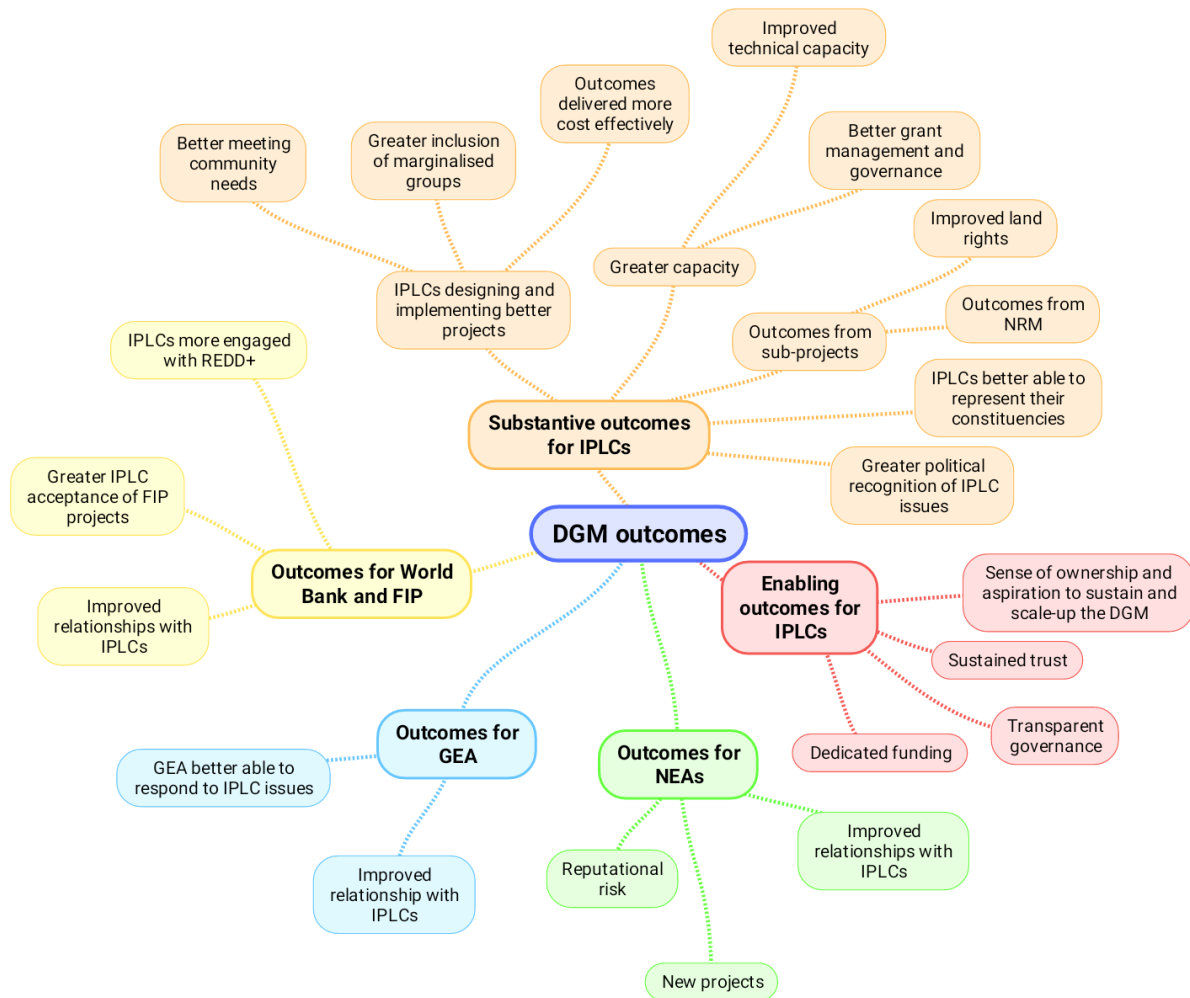 Improved
technical capacity
Outcomes
delivered more
cost effectively
Better meeting
community
needs
Greater inclusion
of marginalised
groups
Better grant
management and
governance
Improved land
rights
Greater capacity
IPLCs designing and
implementing better
projects
Outcomes from
sub-projects
Outcomes from
NRM
IPLCs more engaged
with REDD+
IPLCs better able to
represent their
constituencies
Substantive outcomes
for IPLCs
Greater political
recognition of IPLC
issues
Greater IPLC
acceptance of FIP
projects
DGM outcomes
Outcomes for World
Bank and FIP
Enabling
outcomes for
IPLCs
Sense of ownership and
aspiration to sustain and
scale-up the DGM
Improved
relationships with
IPLCs
Sustained trust
Transparent
governance
Dedicated funding
Outcomes for
GEA
Outcomes for
NEAs
GEA better able to
respond to IPLC issues
Improved
relationships with
IPLCs
Reputational
risk
Improved
relationship with
IPLCs
New projects